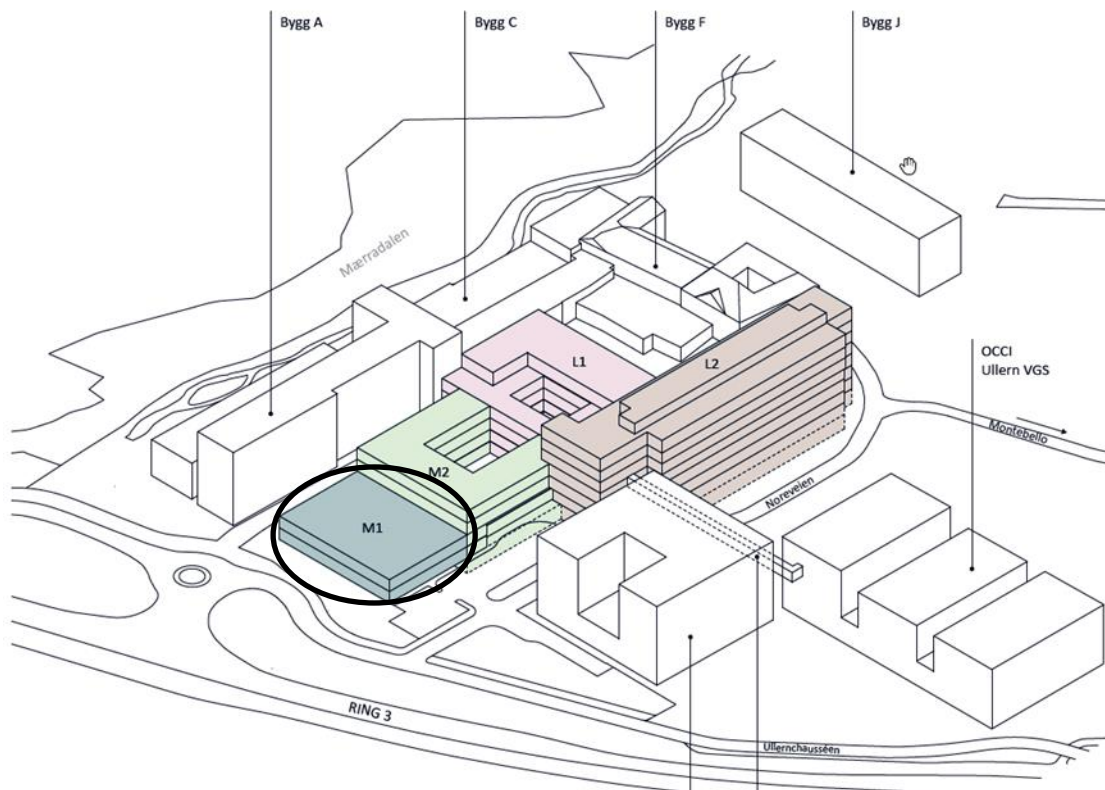 Bygg A
Bygg C
Bygg F
Bygg J
Mærradalen
L1
L2
OCCI
Ullern VGS
Montebello
M2
Noreveien
M1
RING 3
Ullernchausséen